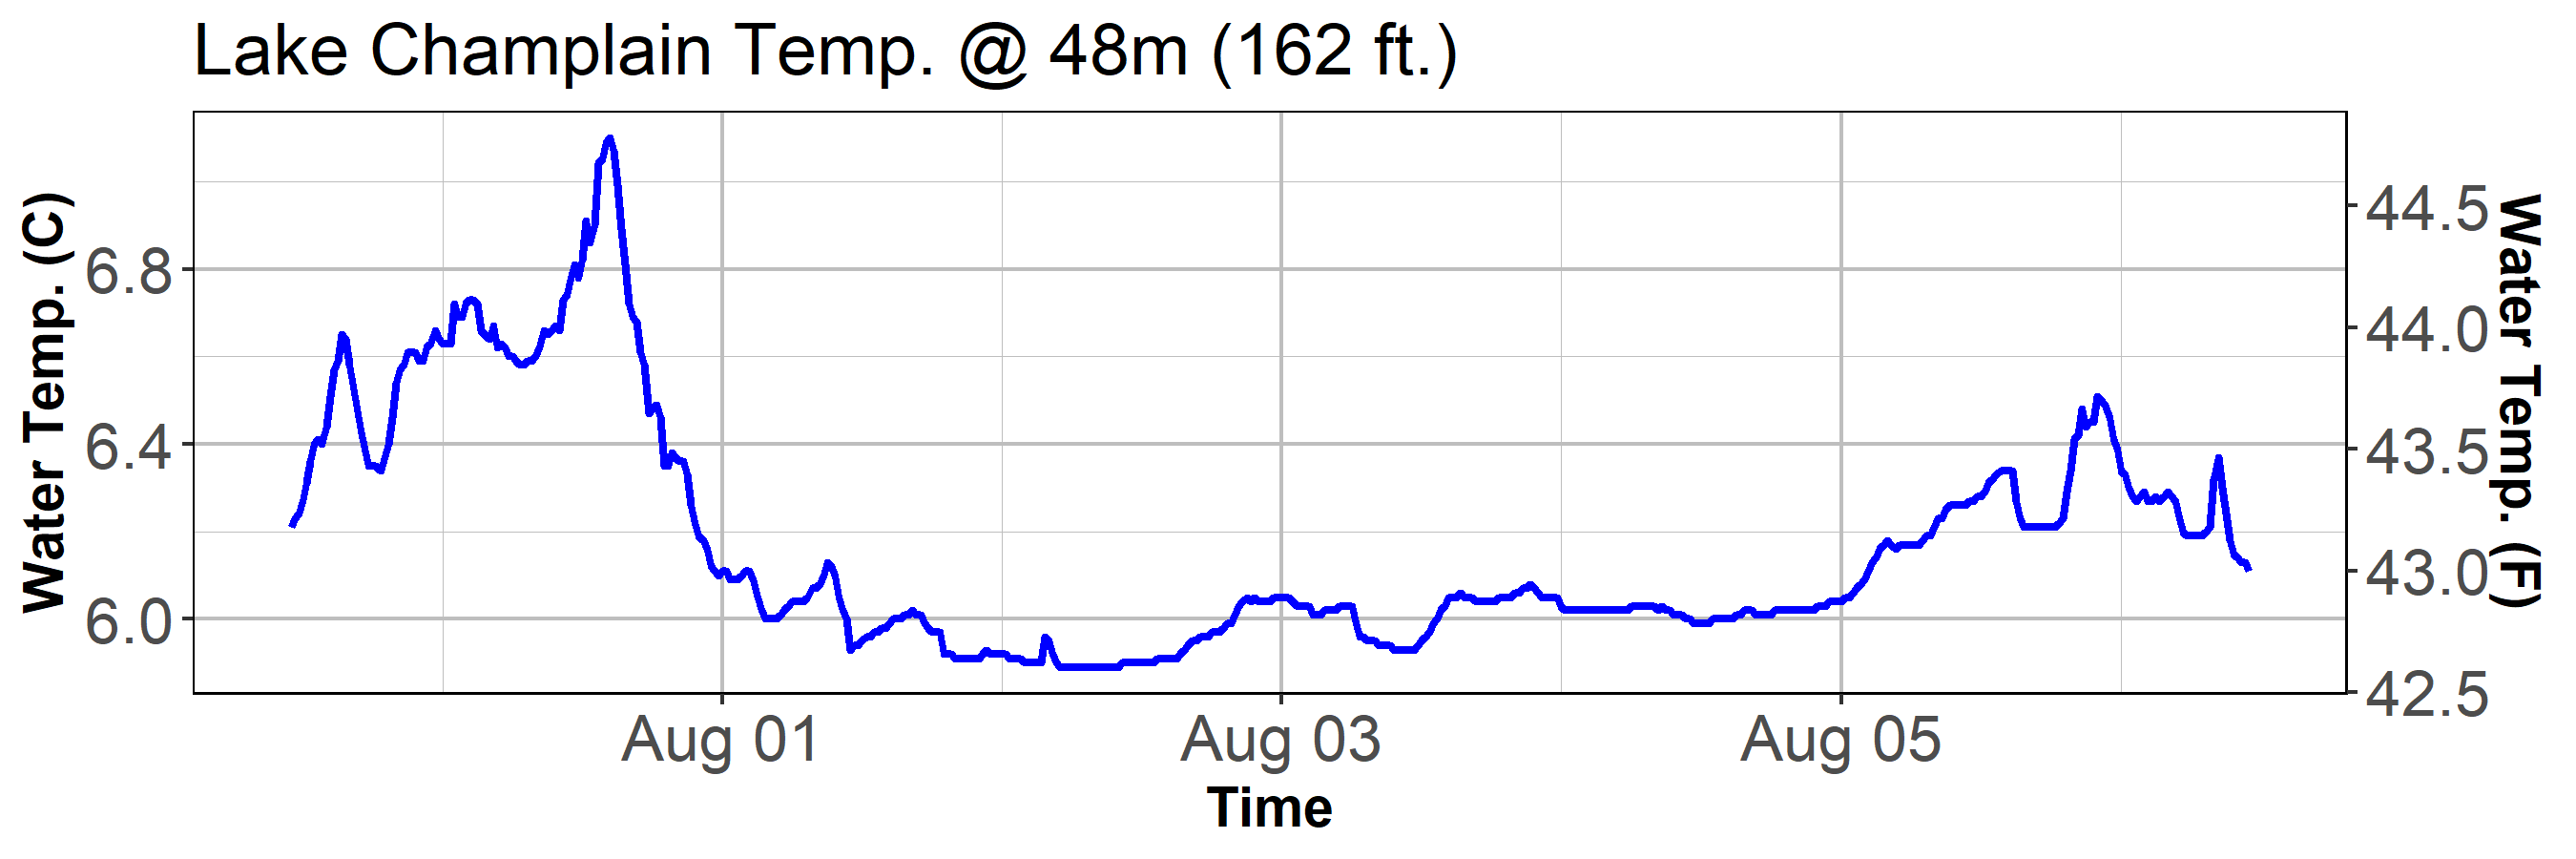 Lake Champlain Temp. @ 48m (162 ft.)
Water Temp. (C)
6.8
6.4
6.0
44.5
44.0
43.5
43.0
42.5
Water Temp. (F)
Aug 01 Aug 03 Aug 05
Time